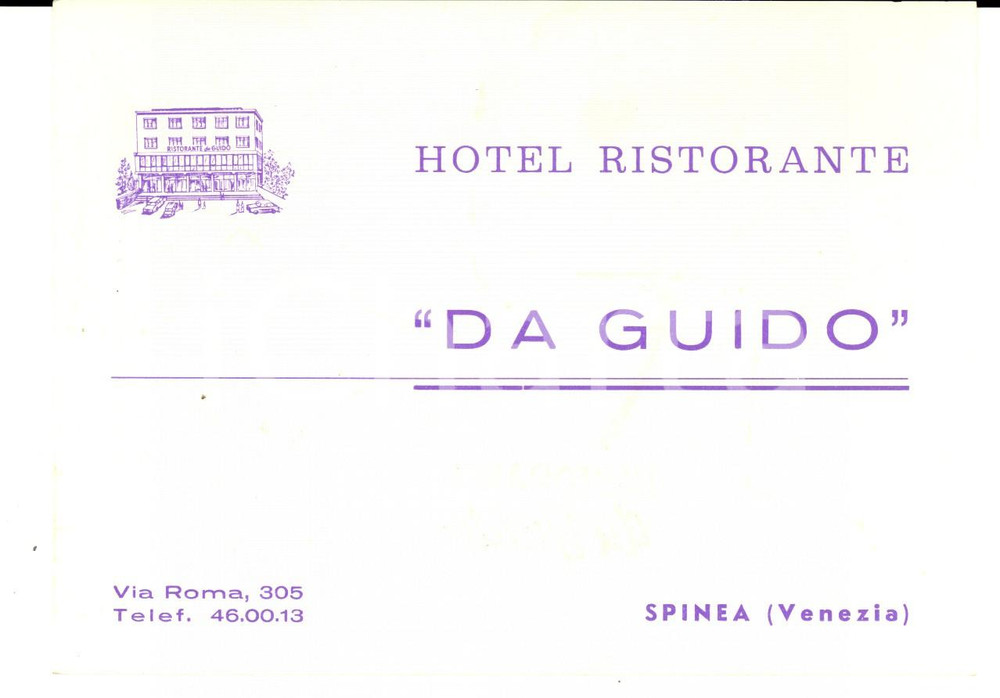 RISTORANTE da GUIDO
HOTEL RISTORANTE
“DA GUIDO”
Via Roma, 305
Telef. 46.00.13
SPINEA (Venezia)